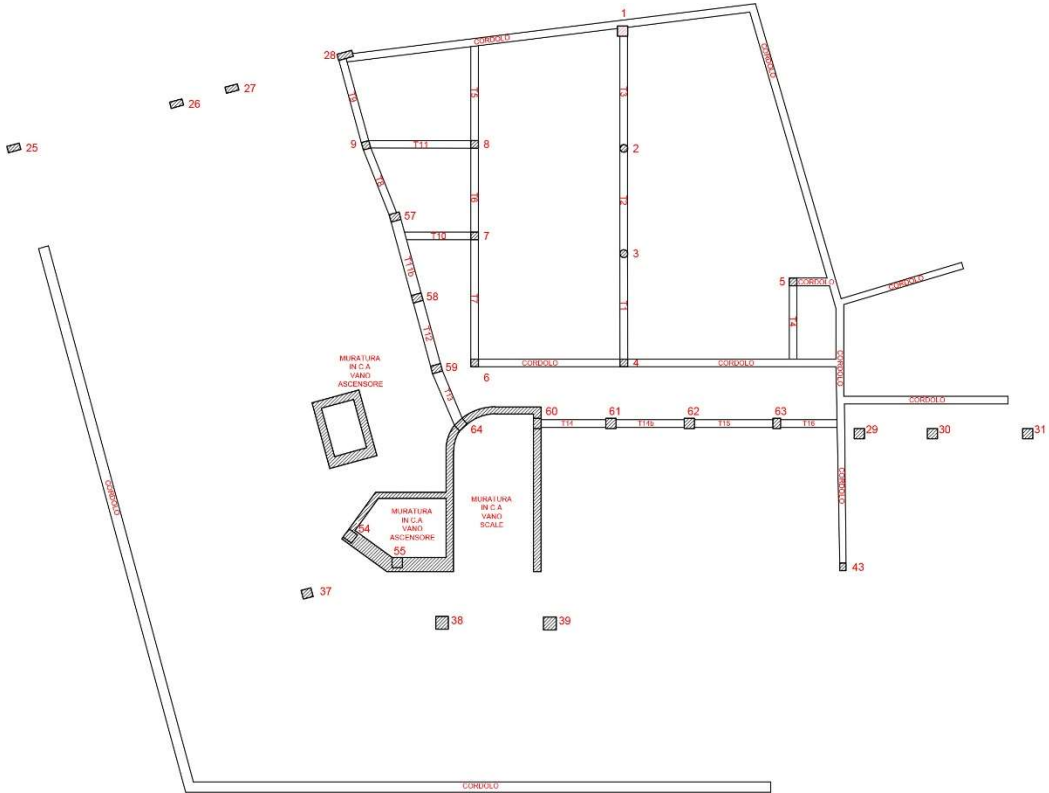 1
CORDOLO
28
CORDOLO
27
26
T9
T5
T3
25
9
T11
8
2
T8
57
T6
T2
T10
7
3
T11b
5
CORDOLO
CORDOLO
58
T7
T1
T4
T12
MURATURA
IN C.A
VANO
ASCENSORE
59
6
CORDOLO
4
CORDOLO
CORDOLO
T13
CORDOLO
60
61
62
63
64
T14
T14b
T15
T16
29
30
31
CORDOLO
CORDOLO
MURATURA
IN C.A
VANO
SCALE
MURATURA
IN C.A
VANO
ASCENSORE
54
55
43
37
38
39
CORDOLO